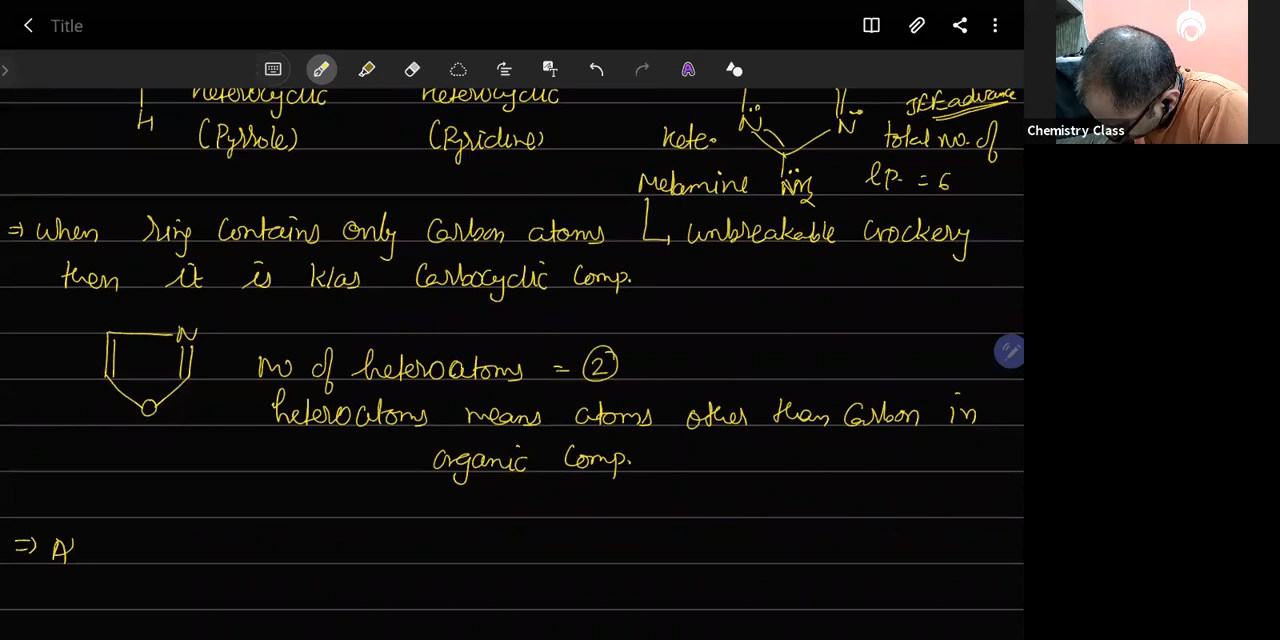 Title
heterocyclic heterocyclic JEE advance
Chemistry Class
H (Pyrrole) (Pyridine) Kete. N N total no. of
Melamine NH2 l.p. = 6
⇒ When ring contains only Carbon atoms unbreakable crockery
then it is k/as Carbocyclic Comp.
N
No of heteroatoms = 2
O heteroatoms means atoms other than Carbon in
organic Comp.
⇒ A